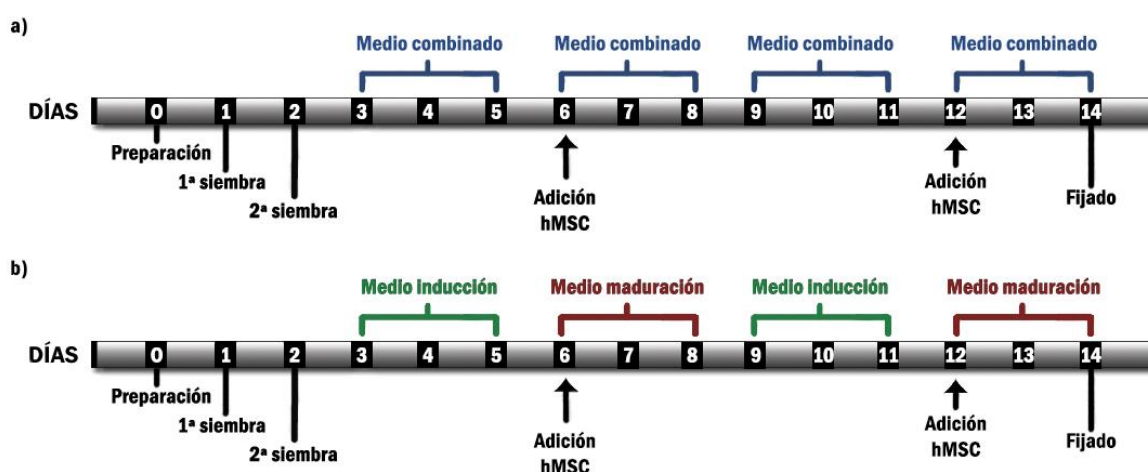 a)
Medio combinado Medio combinado Medio combinado Medio combinado
DÍAS 0 1 2 3 4 5 6 7 8 9 10 11 12 13 14
Preparación
1ª siembra
2ª siembra
Adición
hMSC
Adición
hMSC
Fijado
b)
Medio inducción Medio maduración Medio inducción Medio maduración
DÍAS 0 1 2 3 4 5 6 7 8 9 10 11 12 13 14
Preparación
1ª siembra
2ª siembra
Adición
hMSC
Adición
hMSC
Fijado